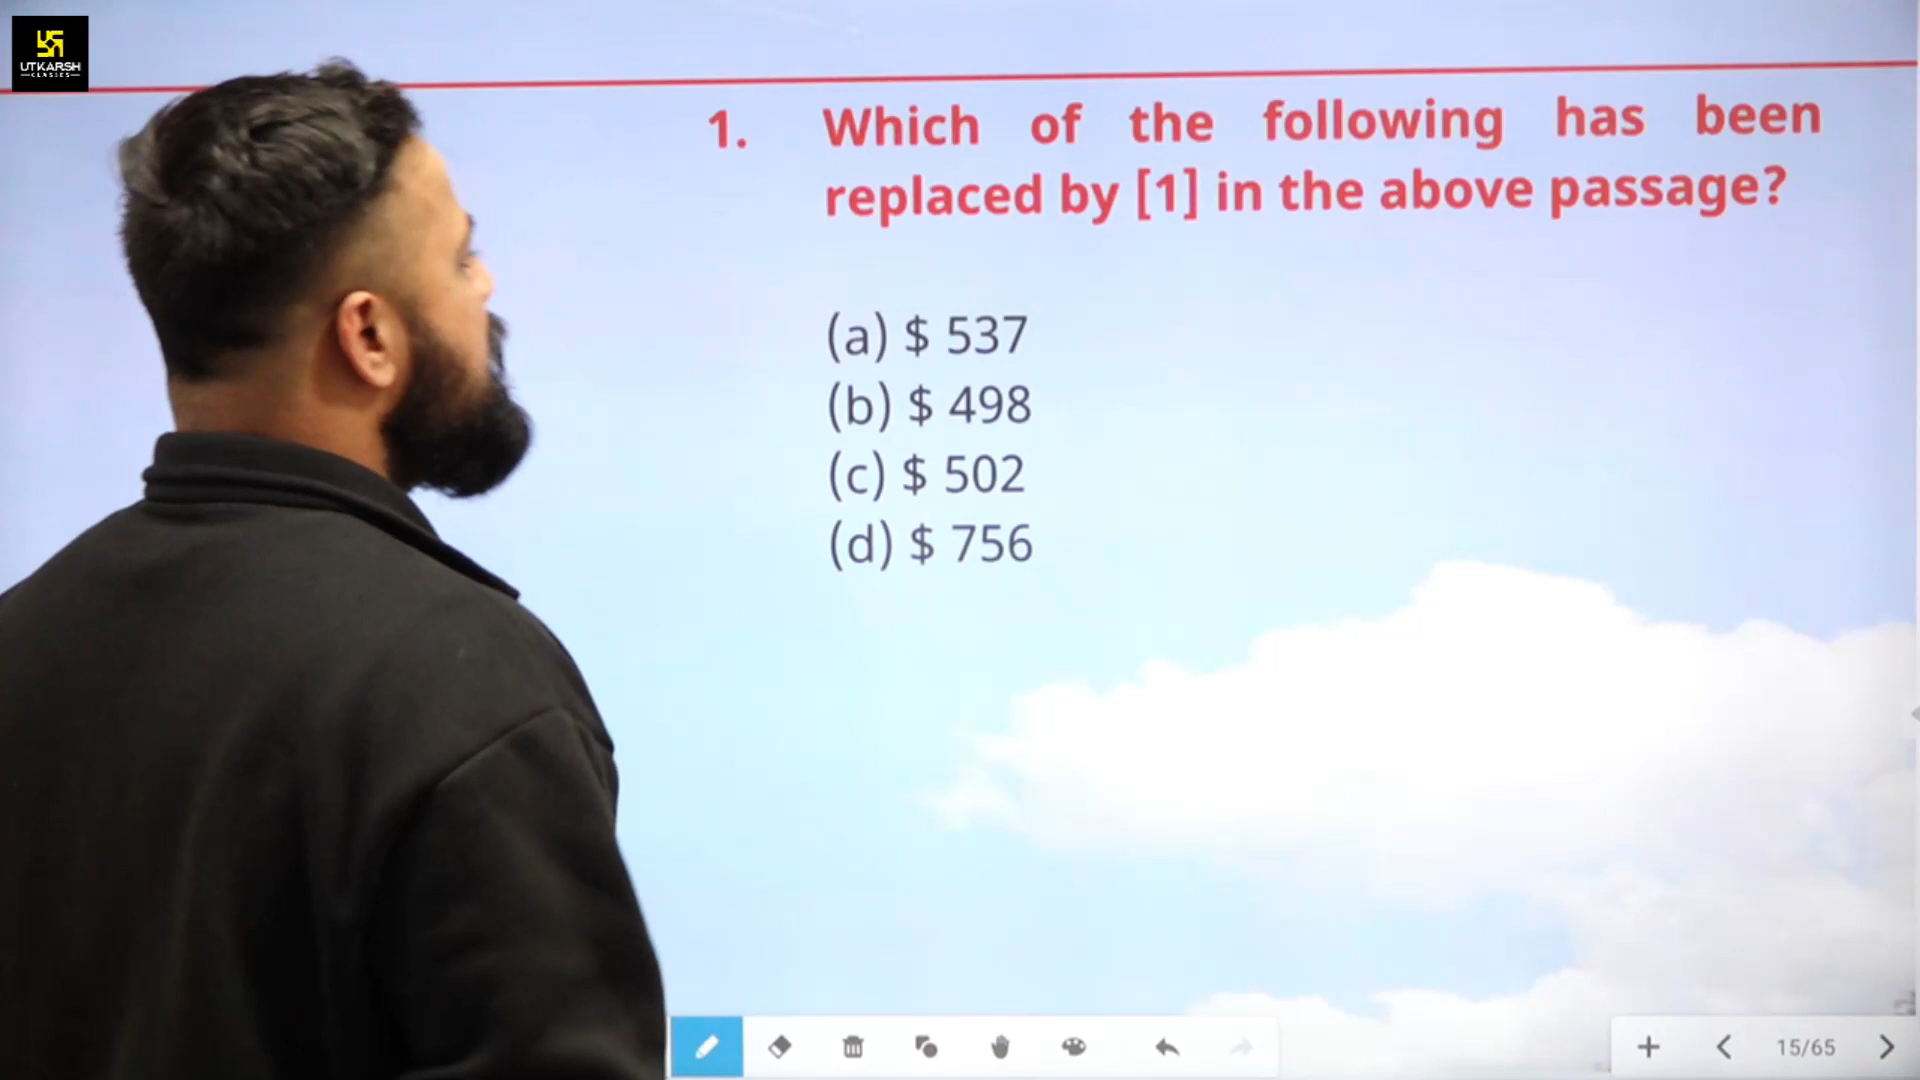 UTKARSH
CLASSES
1. Which of the following has been
replaced by [1] in the above passage?
(a) $ 537
(b) $ 498
(c) $ 502
(d) $ 756
15/65